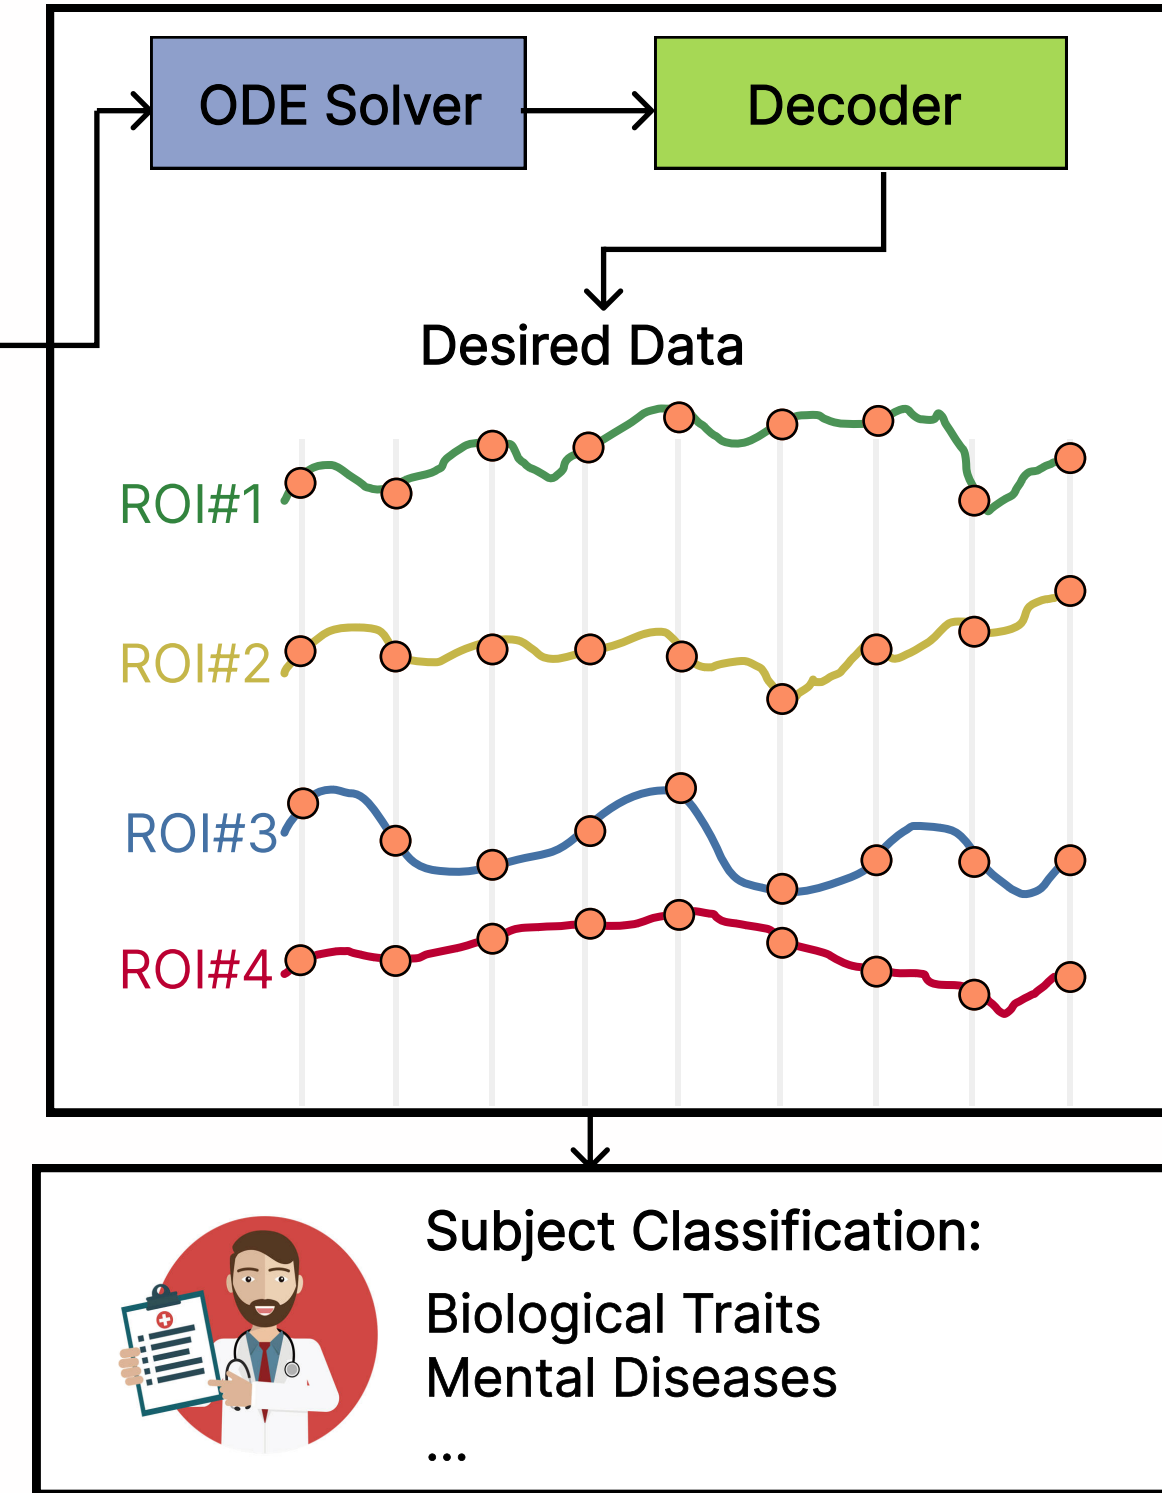 ODE Solver
Decoder
Desired Data
ROI#1
ROI#2
ROI#3
ROI#4
Subject Classification:
Biological Traits
Mental Diseases
...